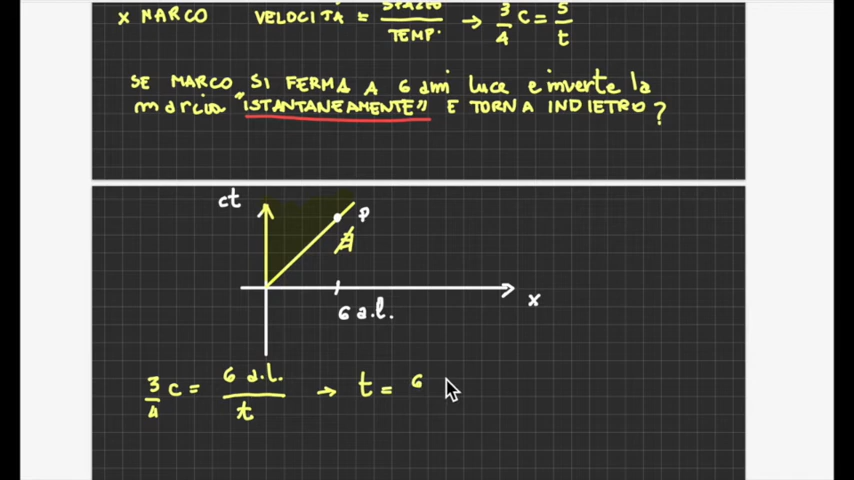 x MARCO VELOCITÀ = SPAZIO / TEMP. → 3/4 C = S/t
SE MARCO SI FERMA A 6 anni luce e inverte la
marcia "ISTANTANEAMENTE" E TORNA INDIETRO?
ct
P
6 a.l.
x
3/4 C = 6 a.l. / t → t = 6